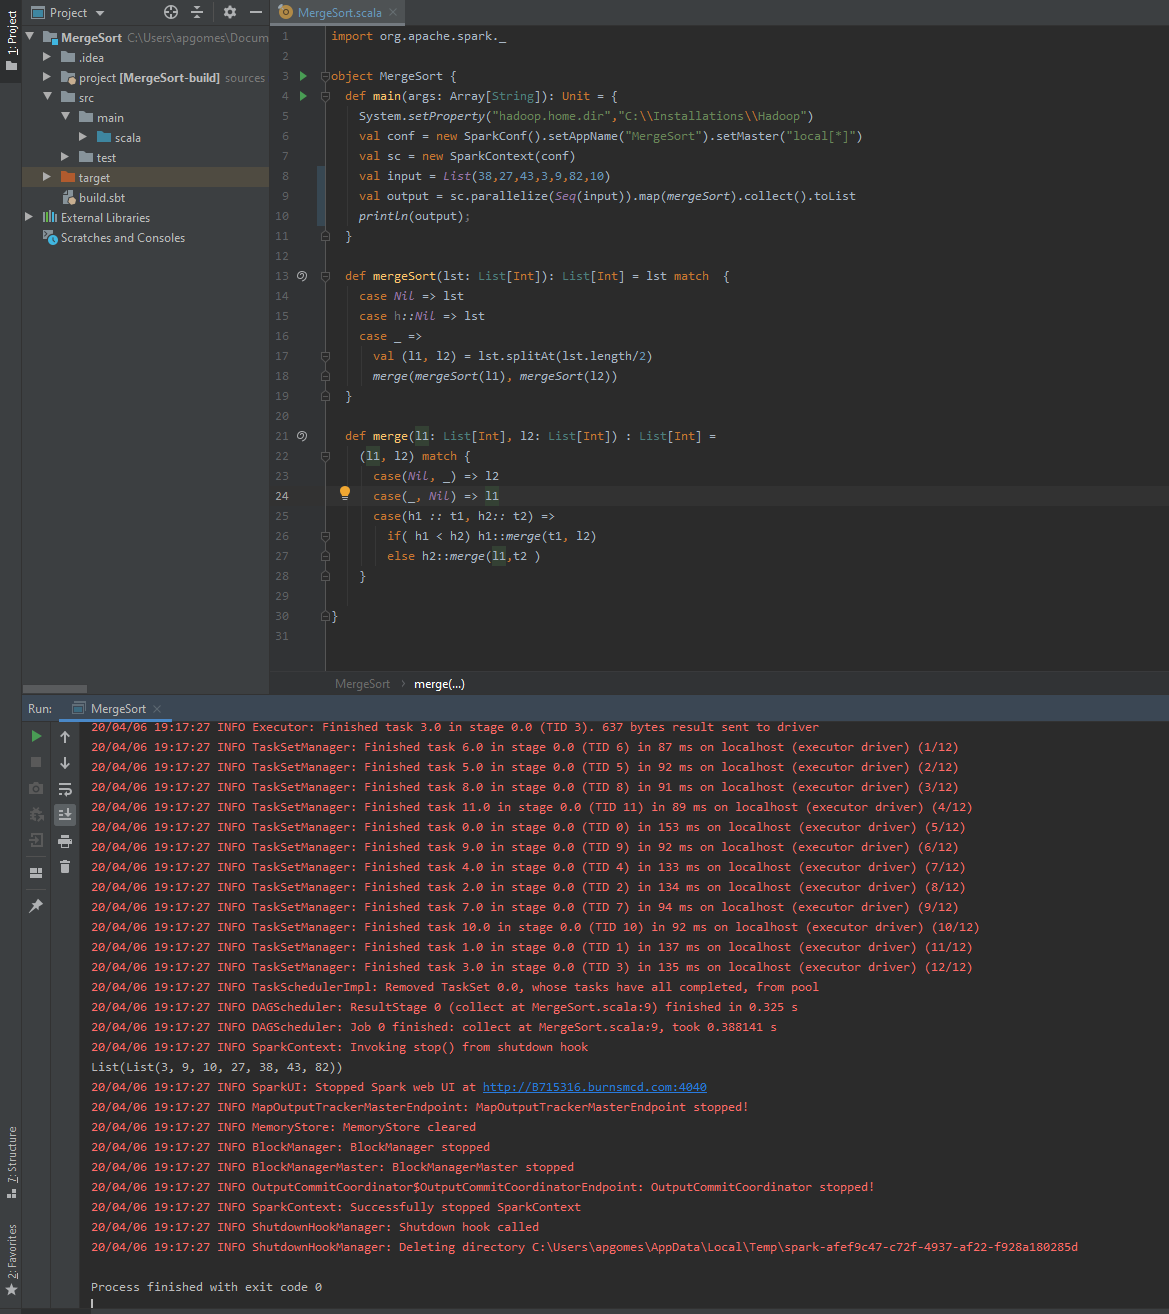 Project
MergeSort.scala
1: Project
MergeSort C:\Users\apgomes\Docum
.idea
project [MergeSort-build] sources
src
main
scala
test
target
build.sbt
External Libraries
Scratches and Consoles
1 import org.apache.spark._
2
3 object MergeSort {
4 def main(args: Array[String]): Unit = {
5 System.setProperty("hadoop.home.dir","C:\\Installations\\Hadoop")
6 val conf = new SparkConf().setAppName("MergeSort").setMaster("local[*]")
7 val sc = new SparkContext(conf)
8 val input = List(38,27,43,3,9,82,10)
9 val output = sc.parallelize(Seq(input)).map(mergeSort).collect().toList
10 println(output);
11 }
12
13 def mergeSort(lst: List[Int]): List[Int] = lst match {
14 case Nil => lst
15 case h::Nil => lst
16 case _ =>
17 val (l1, l2) = lst.splitAt(lst.length/2)
18 merge(mergeSort(l1), mergeSort(l2))
19 }
20
21 def merge(l1: List[Int], l2: List[Int]) : List[Int] =
22 (l1, l2) match {
23 case(Nil, _) => l2
24 case(_, Nil) => l1
25 case(h1 :: t1, h2:: t2) =>
26 if( h1 < h2) h1::merge(t1, l2)
27 else h2::merge(l1,t2 )
28 }
29
30 }
31
MergeSort › merge(...)
Run: MergeSort
20/04/06 19:17:27 INFO Executor: Finished task 3.0 in stage 0.0 (TID 3). 637 bytes result sent to driver
20/04/06 19:17:27 INFO TaskSetManager: Finished task 6.0 in stage 0.0 (TID 6) in 87 ms on localhost (executor driver) (1/12)
20/04/06 19:17:27 INFO TaskSetManager: Finished task 5.0 in stage 0.0 (TID 5) in 92 ms on localhost (executor driver) (2/12)
20/04/06 19:17:27 INFO TaskSetManager: Finished task 8.0 in stage 0.0 (TID 8) in 91 ms on localhost (executor driver) (3/12)
20/04/06 19:17:27 INFO TaskSetManager: Finished task 11.0 in stage 0.0 (TID 11) in 89 ms on localhost (executor driver) (4/12)
20/04/06 19:17:27 INFO TaskSetManager: Finished task 0.0 in stage 0.0 (TID 0) in 153 ms on localhost (executor driver) (5/12)
20/04/06 19:17:27 INFO TaskSetManager: Finished task 9.0 in stage 0.0 (TID 9) in 92 ms on localhost (executor driver) (6/12)
20/04/06 19:17:27 INFO TaskSetManager: Finished task 4.0 in stage 0.0 (TID 4) in 133 ms on localhost (executor driver) (7/12)
20/04/06 19:17:27 INFO TaskSetManager: Finished task 2.0 in stage 0.0 (TID 2) in 134 ms on localhost (executor driver) (8/12)
20/04/06 19:17:27 INFO TaskSetManager: Finished task 7.0 in stage 0.0 (TID 7) in 94 ms on localhost (executor driver) (9/12)
20/04/06 19:17:27 INFO TaskSetManager: Finished task 10.0 in stage 0.0 (TID 10) in 92 ms on localhost (executor driver) (10/12)
20/04/06 19:17:27 INFO TaskSetManager: Finished task 1.0 in stage 0.0 (TID 1) in 137 ms on localhost (executor driver) (11/12)
20/04/06 19:17:27 INFO TaskSetManager: Finished task 3.0 in stage 0.0 (TID 3) in 135 ms on localhost (executor driver) (12/12)
20/04/06 19:17:27 INFO TaskSchedulerImpl: Removed TaskSet 0.0, whose tasks have all completed, from pool
20/04/06 19:17:27 INFO DAGScheduler: ResultStage 0 (collect at MergeSort.scala:9) finished in 0.325 s
20/04/06 19:17:27 INFO DAGScheduler: Job 0 finished: collect at MergeSort.scala:9, took 0.388141 s
20/04/06 19:17:27 INFO SparkContext: Invoking stop() from shutdown hook
List(List(3, 9, 10, 27, 38, 43, 82))
20/04/06 19:17:27 INFO SparkUI: Stopped Spark web UI at http://B715316.burnsmcd.com:4040
20/04/06 19:17:27 INFO MapOutputTrackerMasterEndpoint: MapOutputTrackerMasterEndpoint stopped!
20/04/06 19:17:27 INFO MemoryStore: MemoryStore cleared
20/04/06 19:17:27 INFO BlockManager: BlockManager stopped
20/04/06 19:17:27 INFO BlockManagerMaster: BlockManagerMaster stopped
20/04/06 19:17:27 INFO OutputCommitCoordinator$OutputCommitCoordinatorEndpoint: OutputCommitCoordinator stopped!
20/04/06 19:17:27 INFO SparkContext: Successfully stopped SparkContext
20/04/06 19:17:27 INFO ShutdownHookManager: Shutdown hook called
20/04/06 19:17:27 INFO ShutdownHookManager: Deleting directory C:\Users\apgomes\AppData\Local\Temp\spark-afef9c47-c72f-4937-af22-f928a180285d
Process finished with exit code 0
7: Structure
2: Favorites